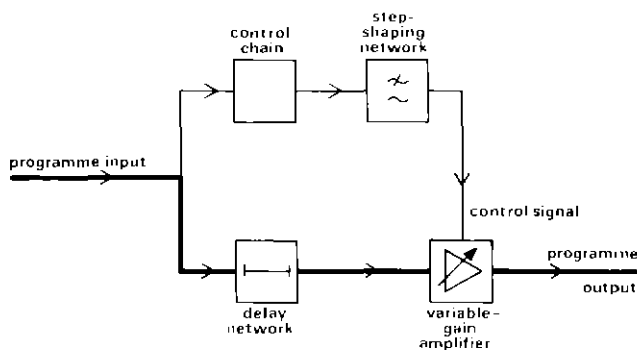 control
chain
step-
shaping
network
programme input
control signal
programme
output
delay
network
variable-
gain
amplifier